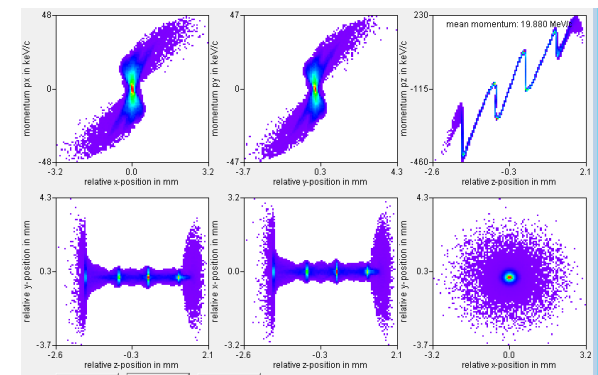 48
0
-48
-3.2
0.0
3.2
momentum px in keV/c
relative x-position in mm
47
0
-47
-3.7
0.3
4.3
momentum py in keV/c
relative y-position in mm
230
-115
-460
-2.6
-0.3
2.1
momentum pz in keV/c
mean momentum: 19.880 MeV/c
relative z-position in mm
4.3
0.3
-3.7
-2.6
-0.3
2.1
relative y-position in mm
relative z-position in mm
3.2
0.0
-3.2
-2.6
-0.3
2.1
relative x-position in mm
relative z-position in mm
4.3
0.3
-3.7
-3.2
0.0
3.2
relative y-position in mm
relative x-position in mm